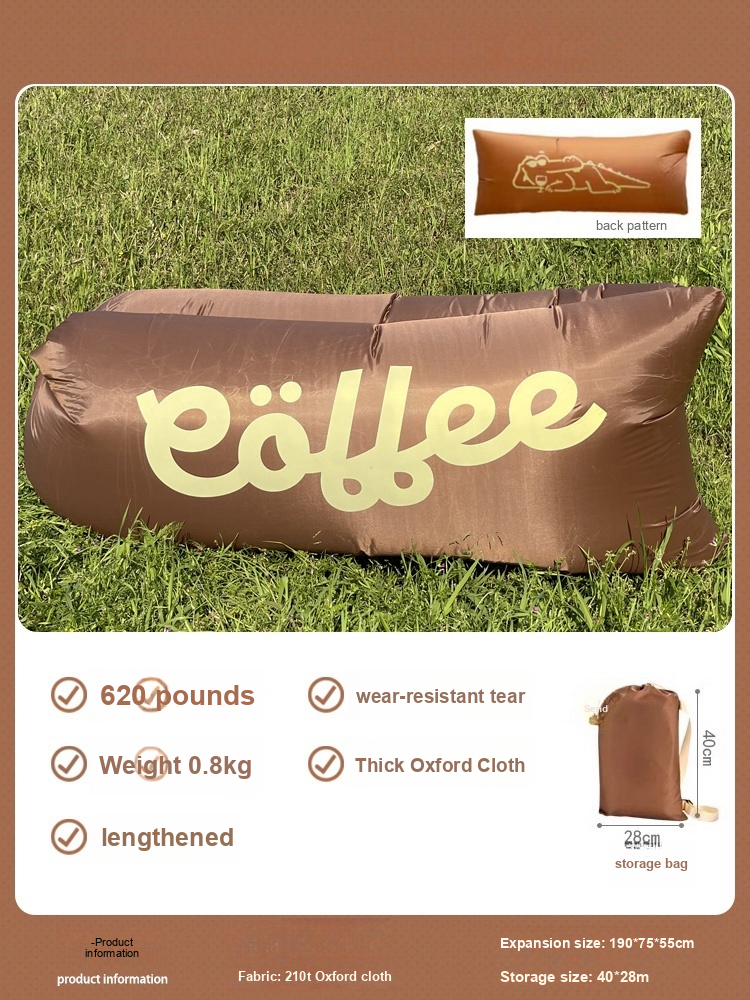 back pattern
Cöffee
620 pounds
wear-resistant tear
Weight 0.8kg
Thick Oxford Cloth
lengthened
40cm
28cm
storage bag
-Product
information
product information
Fabric: 210t Oxford cloth
Expansion size: 190*75*55cm
Storage size: 40*28m